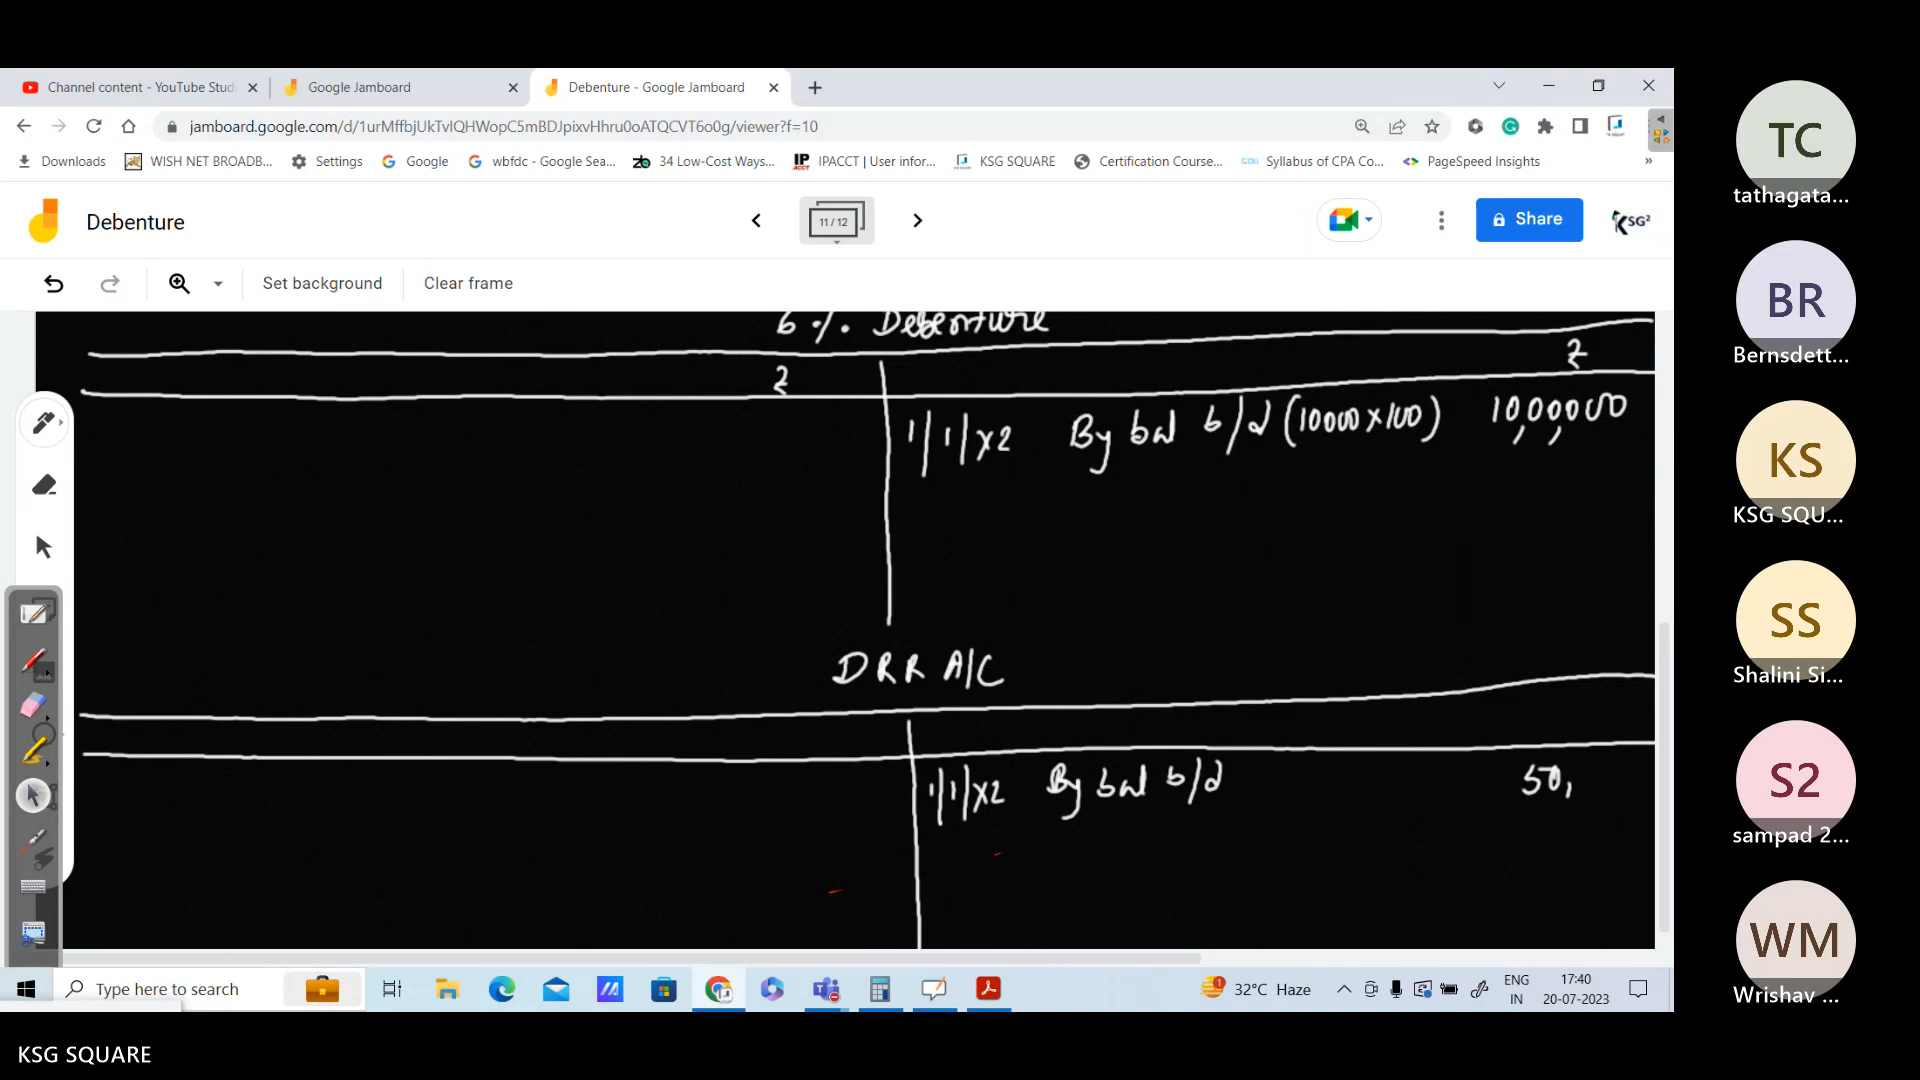 Channel content - YouTube Studi
Google Jamboard
Debenture - Google Jamboard
jamboard.google.com/d/1urMffbjUkTvIQHWopC5mBDJpixvHhru0oATQCVT6o0g/viewer?f=10
Downloads
WISH NET BROADB...
Settings
Google
wbfdc - Google Sea...
34 Low-Cost Ways...
IPACCT | User infor...
KSG SQUARE
Certification Course...
Syllabus of CPA Co...
PageSpeed Insights
Debenture
11 / 12
Share
KSG²
Set background
Clear frame
6 %. Debenture
₹ ₹
1/1/X2 By bal b/d (10000x100) 10,00,000
DRR A/C
1/1/X2 By bal b/d 50,
Type here to search
32°C Haze
ENG
IN
17:40
20-07-2023
TC
tathagata...
BR
Bernsdett...
KS
KSG SQU...
SS
Shalini Si...
S2
sampad 2...
WM
Wrishav ...
KSG SQUARE